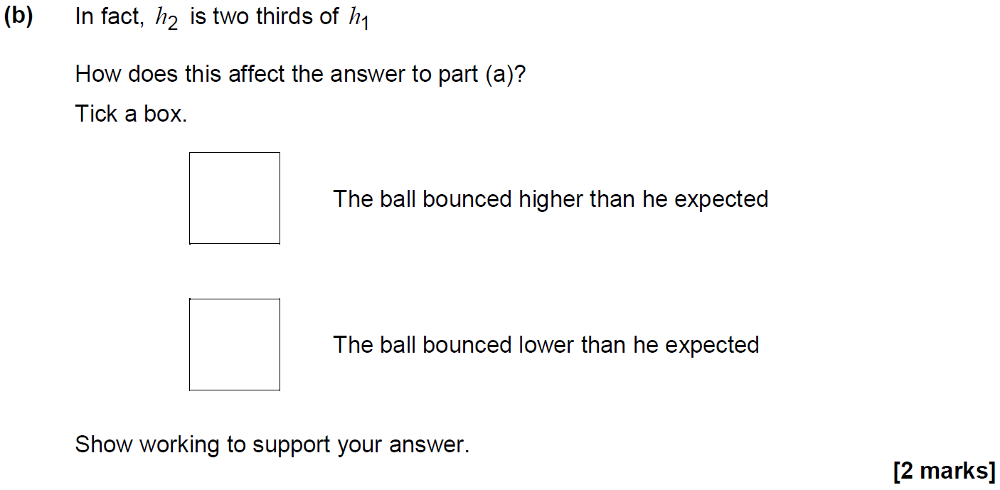 (b) In fact, h2 is two thirds of h1
How does this affect the answer to part (a)?
Tick a box.
The ball bounced higher than he expected
The ball bounced lower than he expected
Show working to support your answer.
[2 marks]